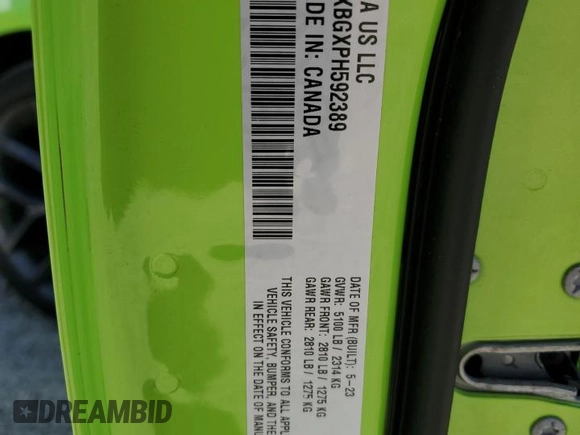 A US LLC
XBGXPH592389
DE IN: CANADA
DATE OF MFR (BUILT): 5-23
GVWR: 5100 LB/ 2314 KG
GAWR FRONT: 2810 LB / 1275 KG
GAWR REAR: 2810 LB / 1275 KG
THIS VEHICLE CONFORMS TO ALL APPL
VEHICLE SAFETY, BUMPER, AND THE
IN EFFECT ON THE DATE OF MANU
DREAMBID